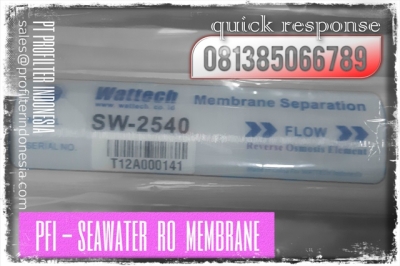 quick response
081385066789
PT PROFILTER INDONESIA
sales@profilterindonesia.com
Wattech
www.wattech.co.id
Membrane Separation
SW-2540
FLOW
SERIAL NO.
T12A000141
Reverse Osmosis Element
PFI - SEAWATER RO MEMBRANE